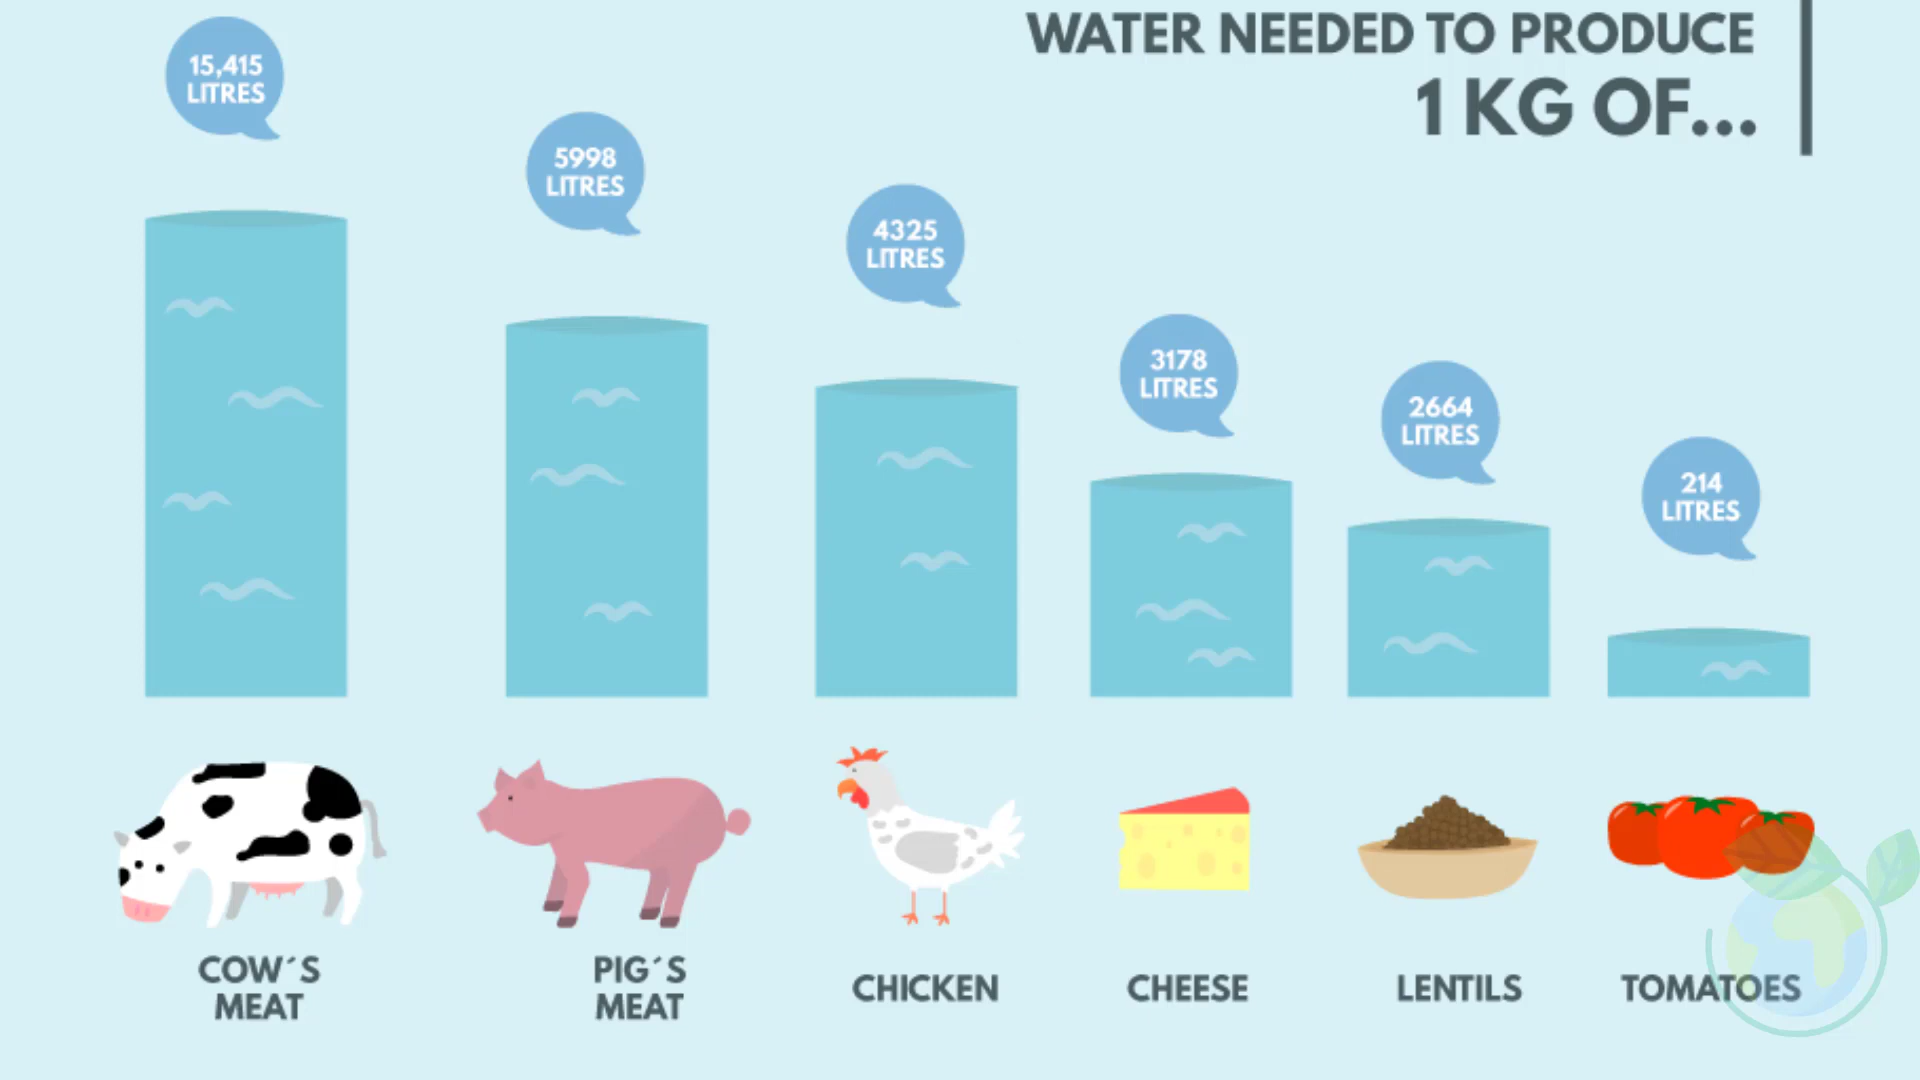 WATER NEEDED TO PRODUCE
1 KG OF...
15,415
LITRES
5998
LITRES
4325
LITRES
3178
LITRES
2664
LITRES
214
LITRES
COW´S
MEAT
PIG´S
MEAT
CHICKEN
CHEESE
LENTILS
TOMATOES